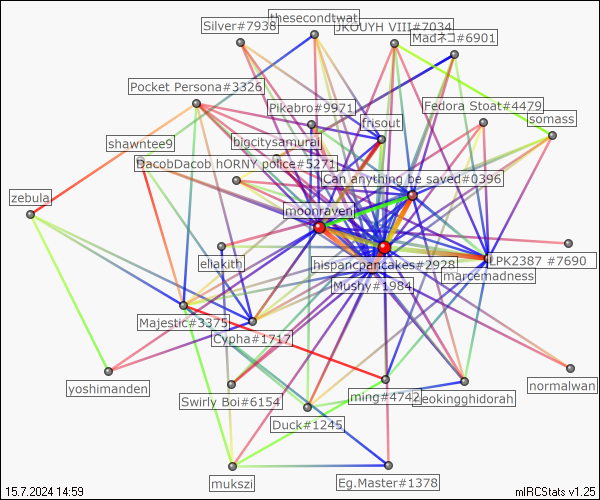 thesecondtwat
Silver#7938
JKGUYH VIII#7034
Madネコ#6901
Pocket Persona#3326
Pikabro#9971
Fedora Stoat#4479
somass
frisout
shawntee9
bigcitysamurai
DacobDacob hORNY police#5271
Can anything be saved#0396
zebula
moonraven
eliakith
hispancpancakes#2928
LPK2387 #7690
marcemadness
Mushy#1984
Majestic#3375
Cypha#1717
yoshimanden
normalwan
Swirly Boi#6154
ming#4742
Geokingghidorah
Duck#1245
mukszi
Eg.Master#1378
15.7.2024 14:59
mIRCStats v1.25